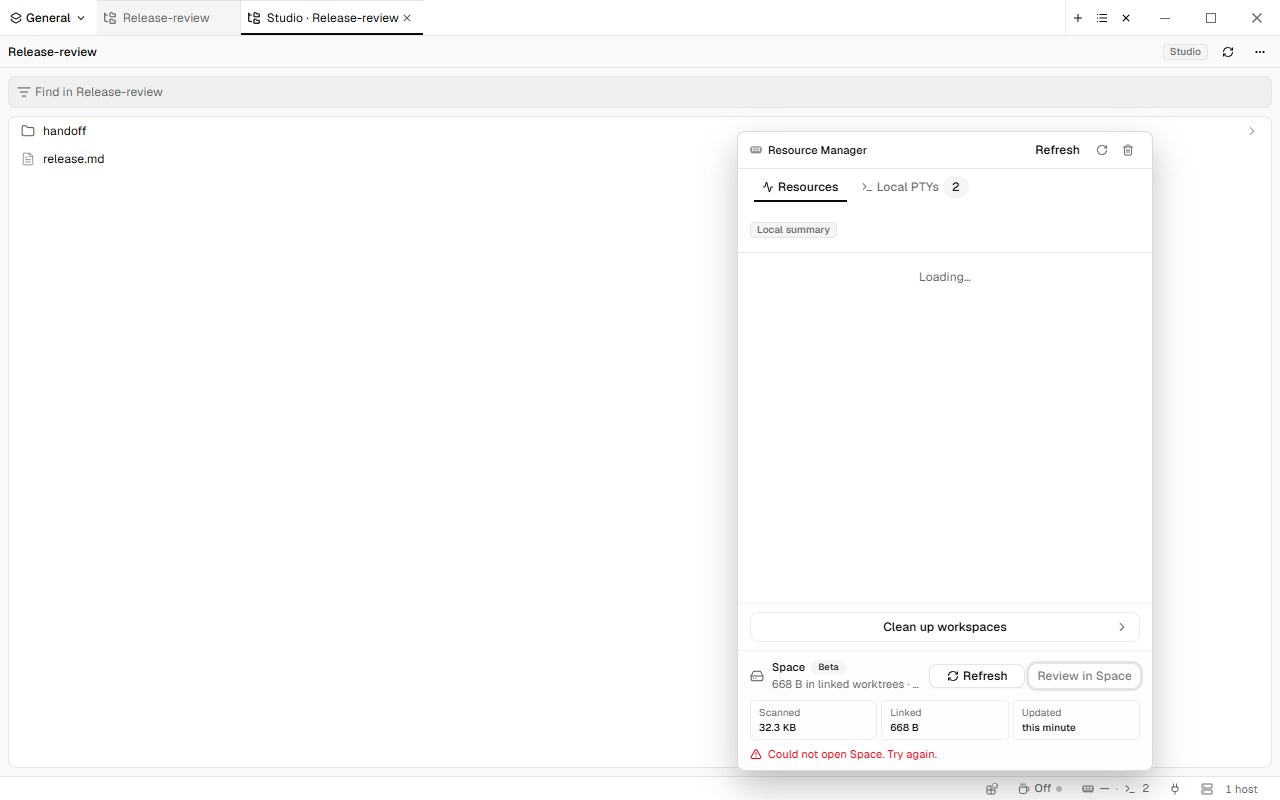 General
Release-review
Studio · Release-review
Release-review
Studio
Find in Release-review
handoff
release.md
Resource Manager
Refresh
Resources
Local PTYs 2
Local summary
Loading…
Clean up workspaces
Space Beta
668 B in linked worktrees · …
Refresh
Review in Space
Scanned
32.3 KB
Linked
668 B
Updated
this minute
Could not open Space. Try again.
Off
— · 2
1 host